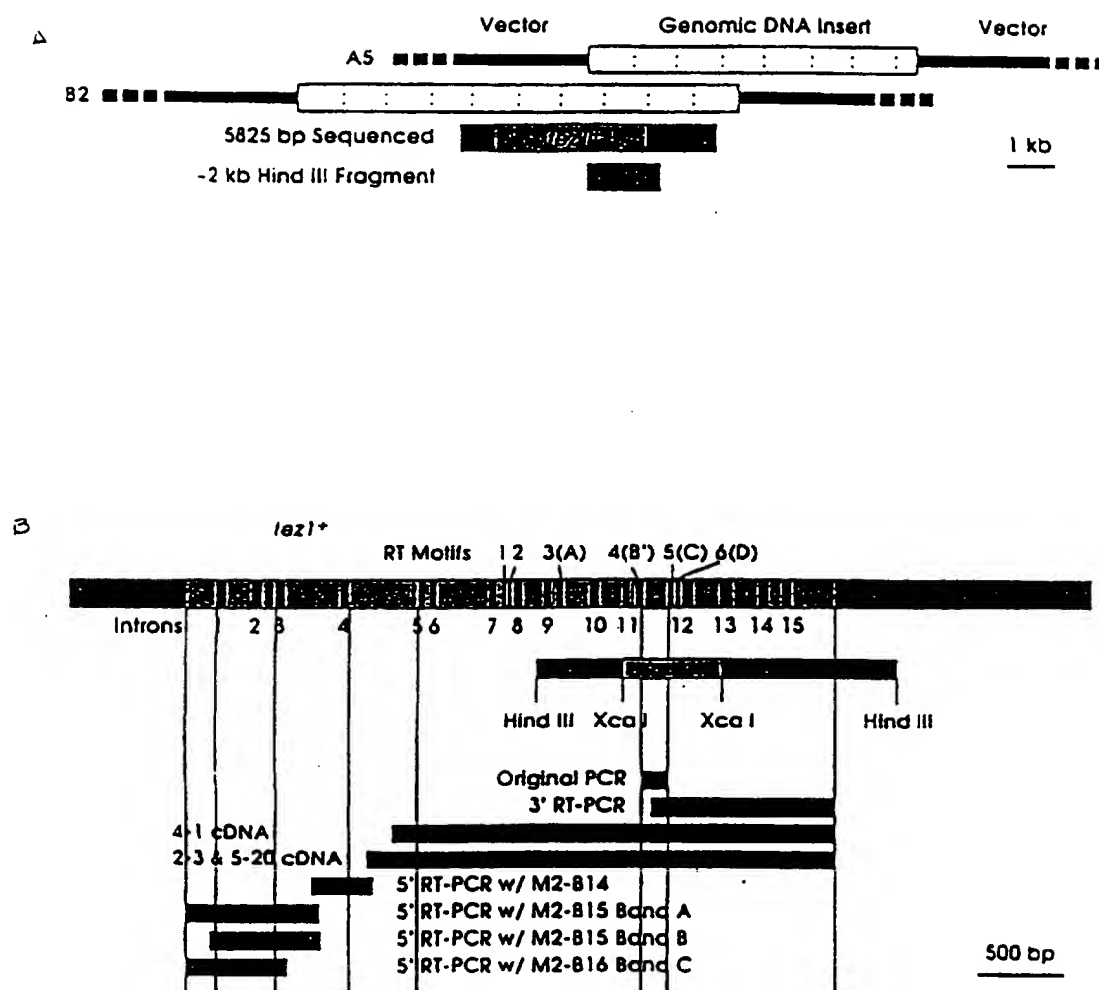 A
Vector Genomic DNA Insert Vector
A5
B2
5825 bp Sequenced tez1+
1 kb
~2 kb Hind III Fragment
B
tez1+
RT Motifs 1 2 3(A) 4(B') 5(C) 6(D)
Introns 2 3 4 5 6 7 8 9 10 11 12 13 14 15
Hind III Xca I Xca I Hind III
Original PCR
3' RT-PCR
4-1 cDNA
2-3 & 5-20 cDNA
5' RT-PCR w/ M2-B14
5' RT-PCR w/ M2-B15 Band A
5' RT-PCR w/ M2-B15 Band B
5' RT-PCR w/ M2-B16 Band C
500 bp